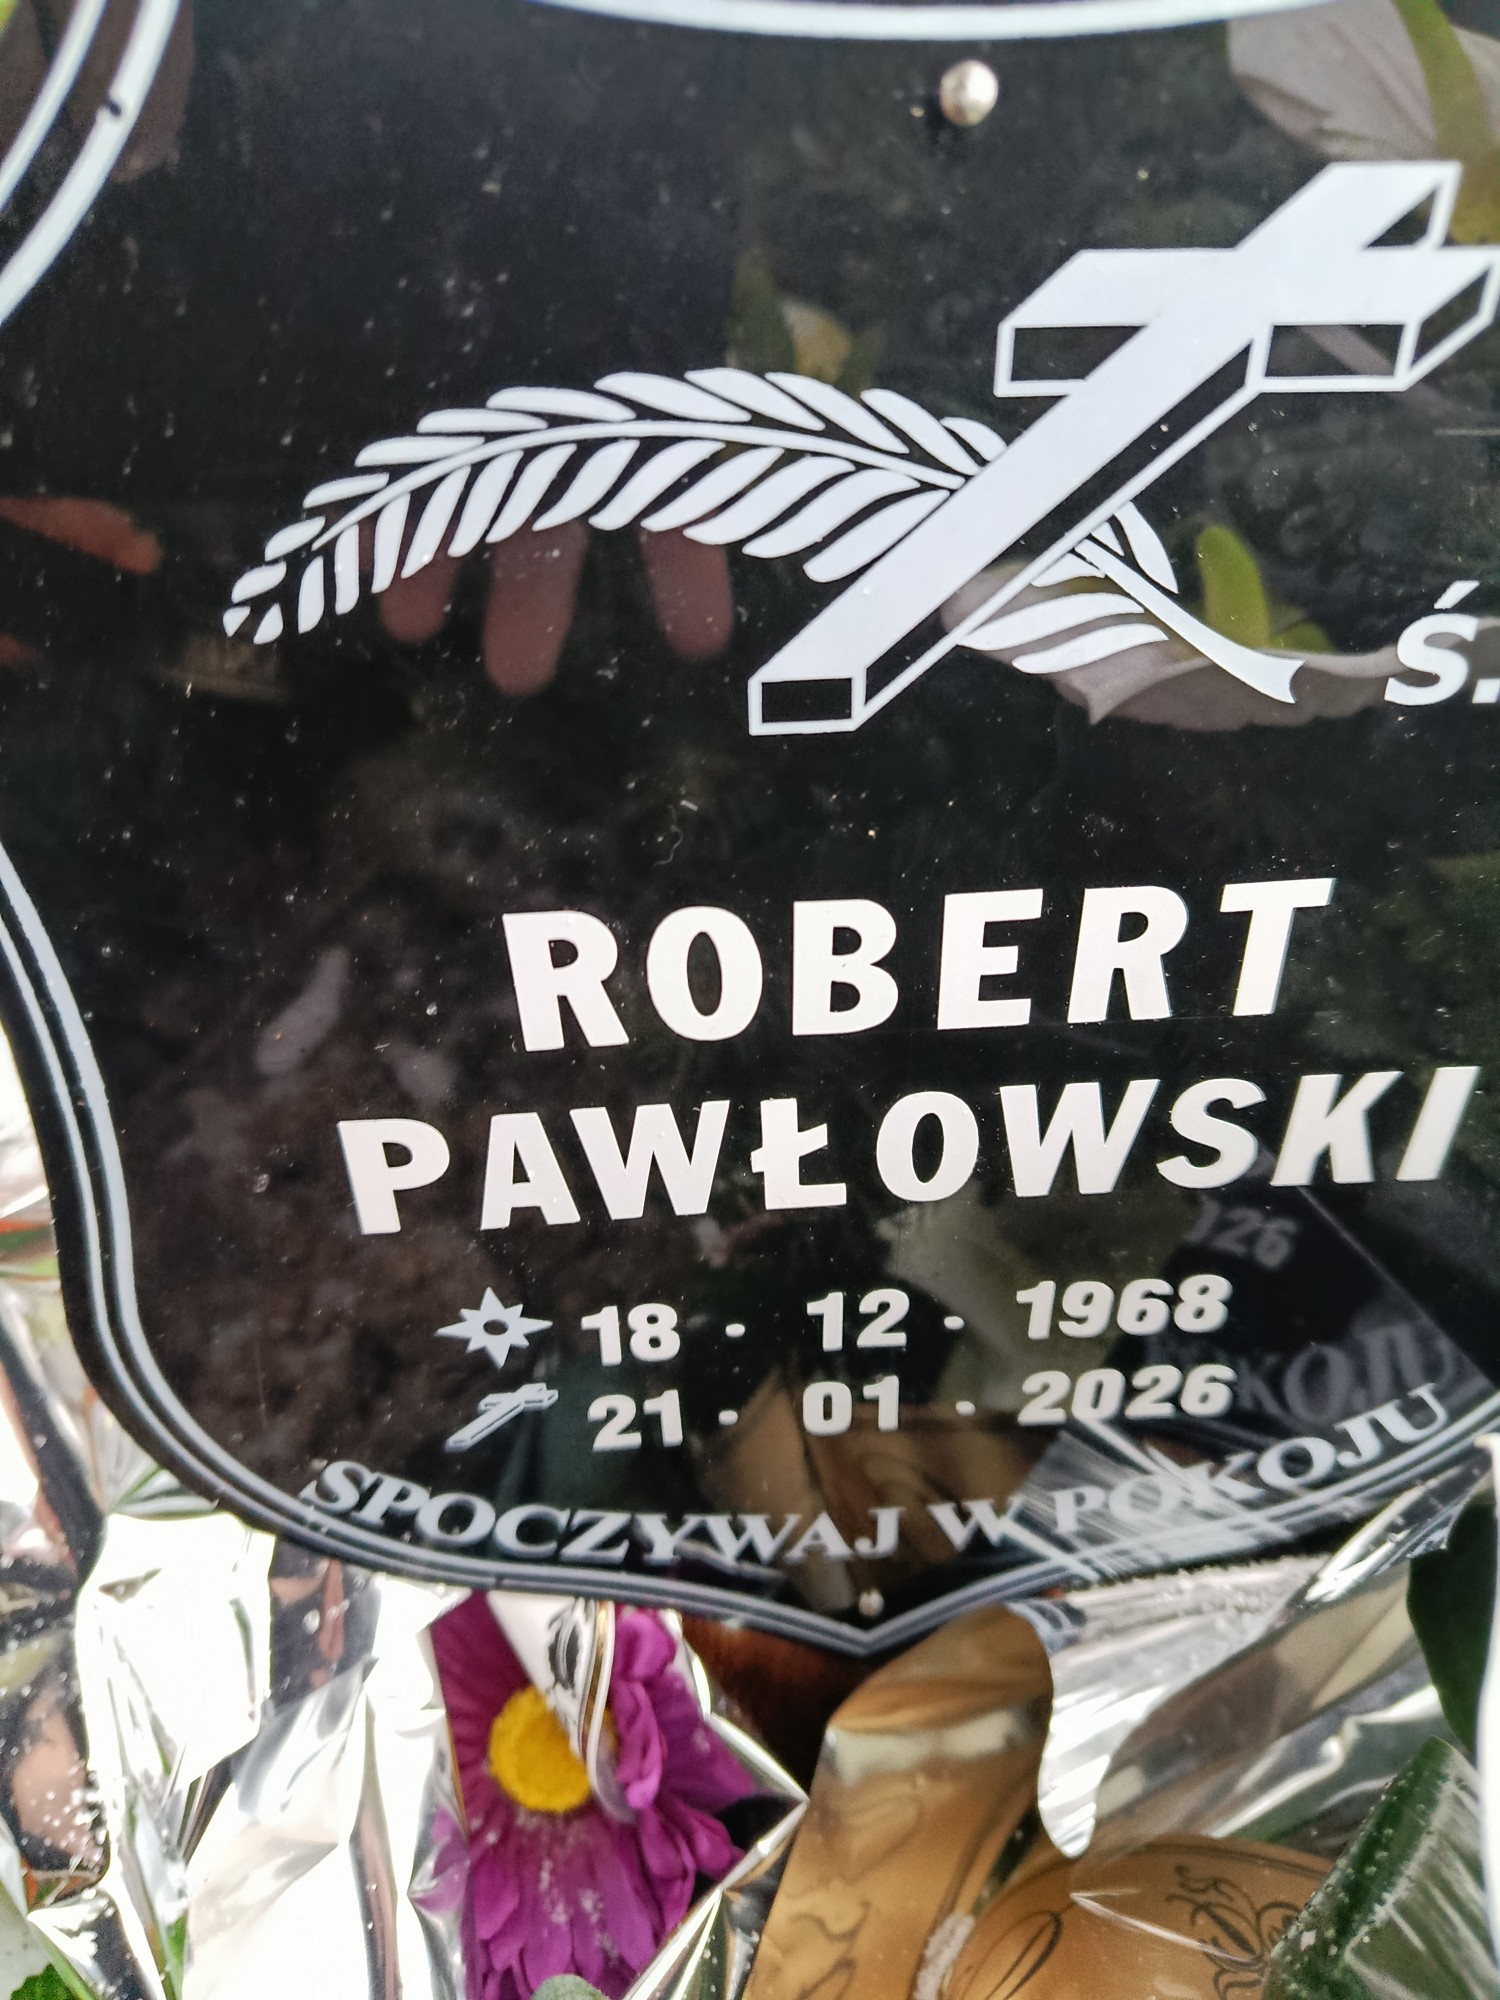 Ś.
ROBERT
PAWŁOWSKI
18 - 12 - 1968
21 - 01 - 2026
SPOCZYWAJ W POKOJU